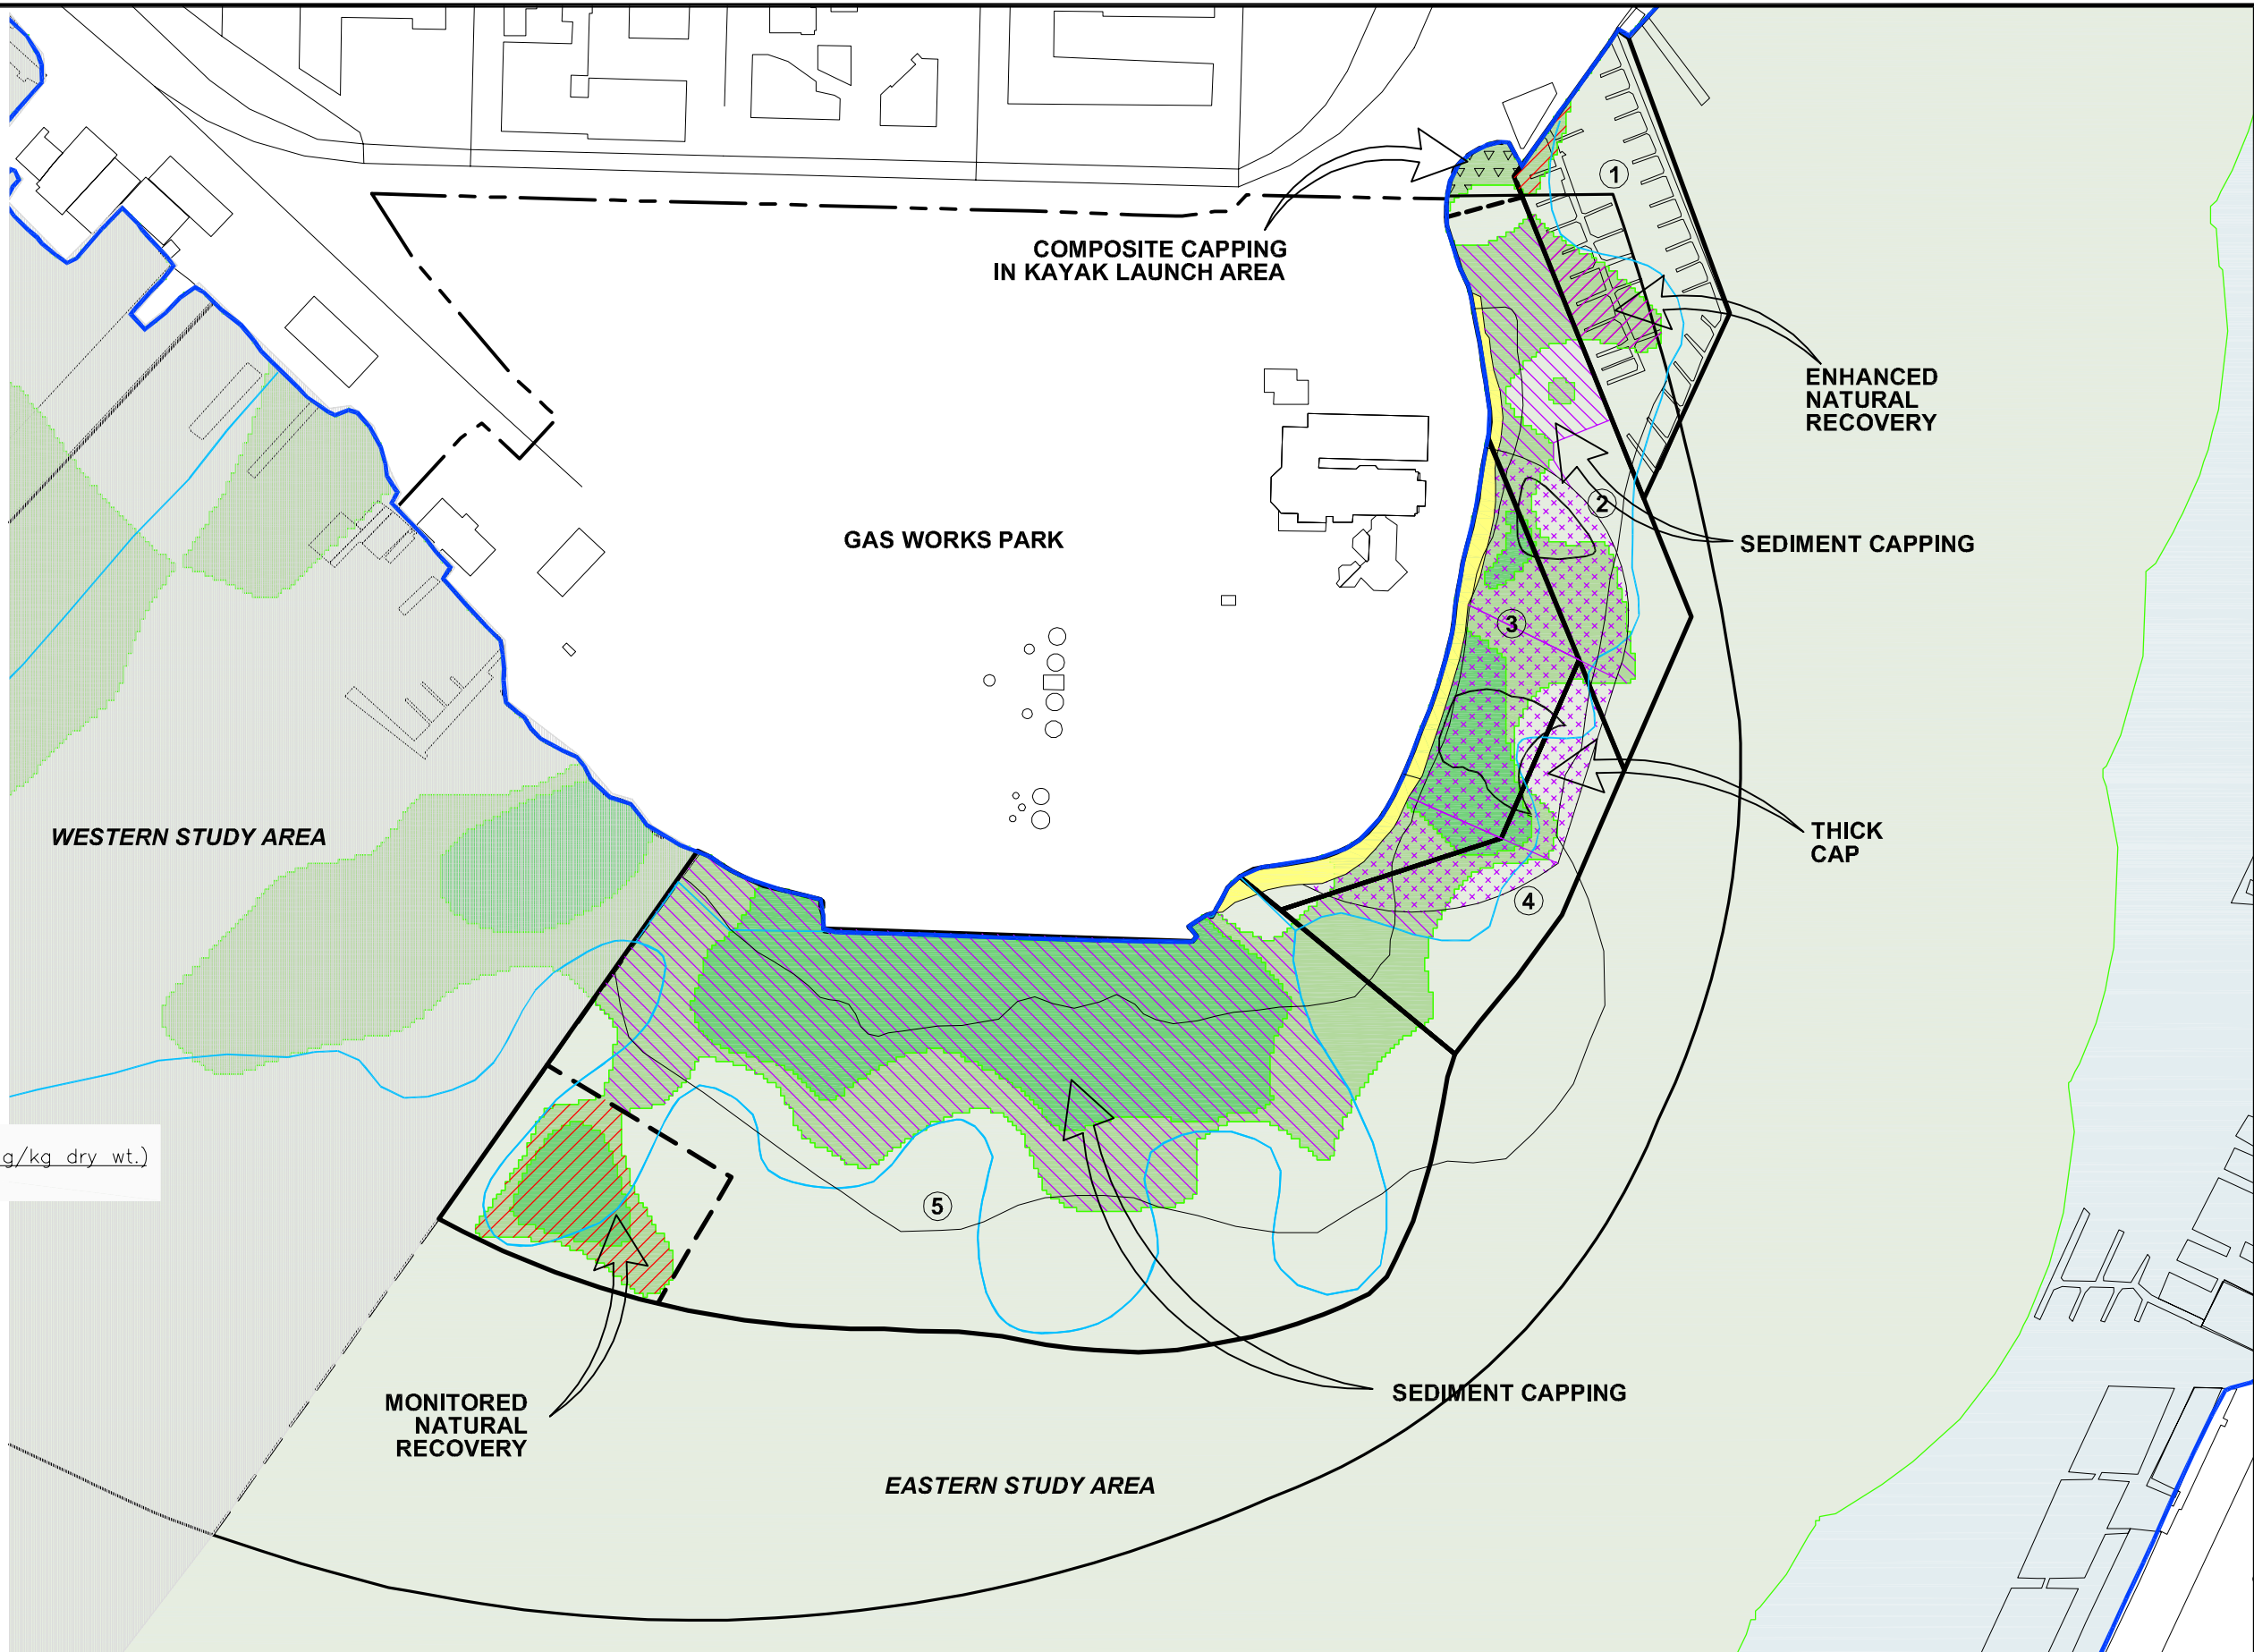 COMPOSITE CAPPING
IN KAYAK LAUNCH AREA
1
ENHANCED
NATURAL
RECOVERY
2
SEDIMENT CAPPING
GAS WORKS PARK
3
THICK
CAP
WESTERN STUDY AREA
4
g/kg dry wt.)
5
MONITORED
NATURAL
RECOVERY
SEDIMENT CAPPING
EASTERN STUDY AREA